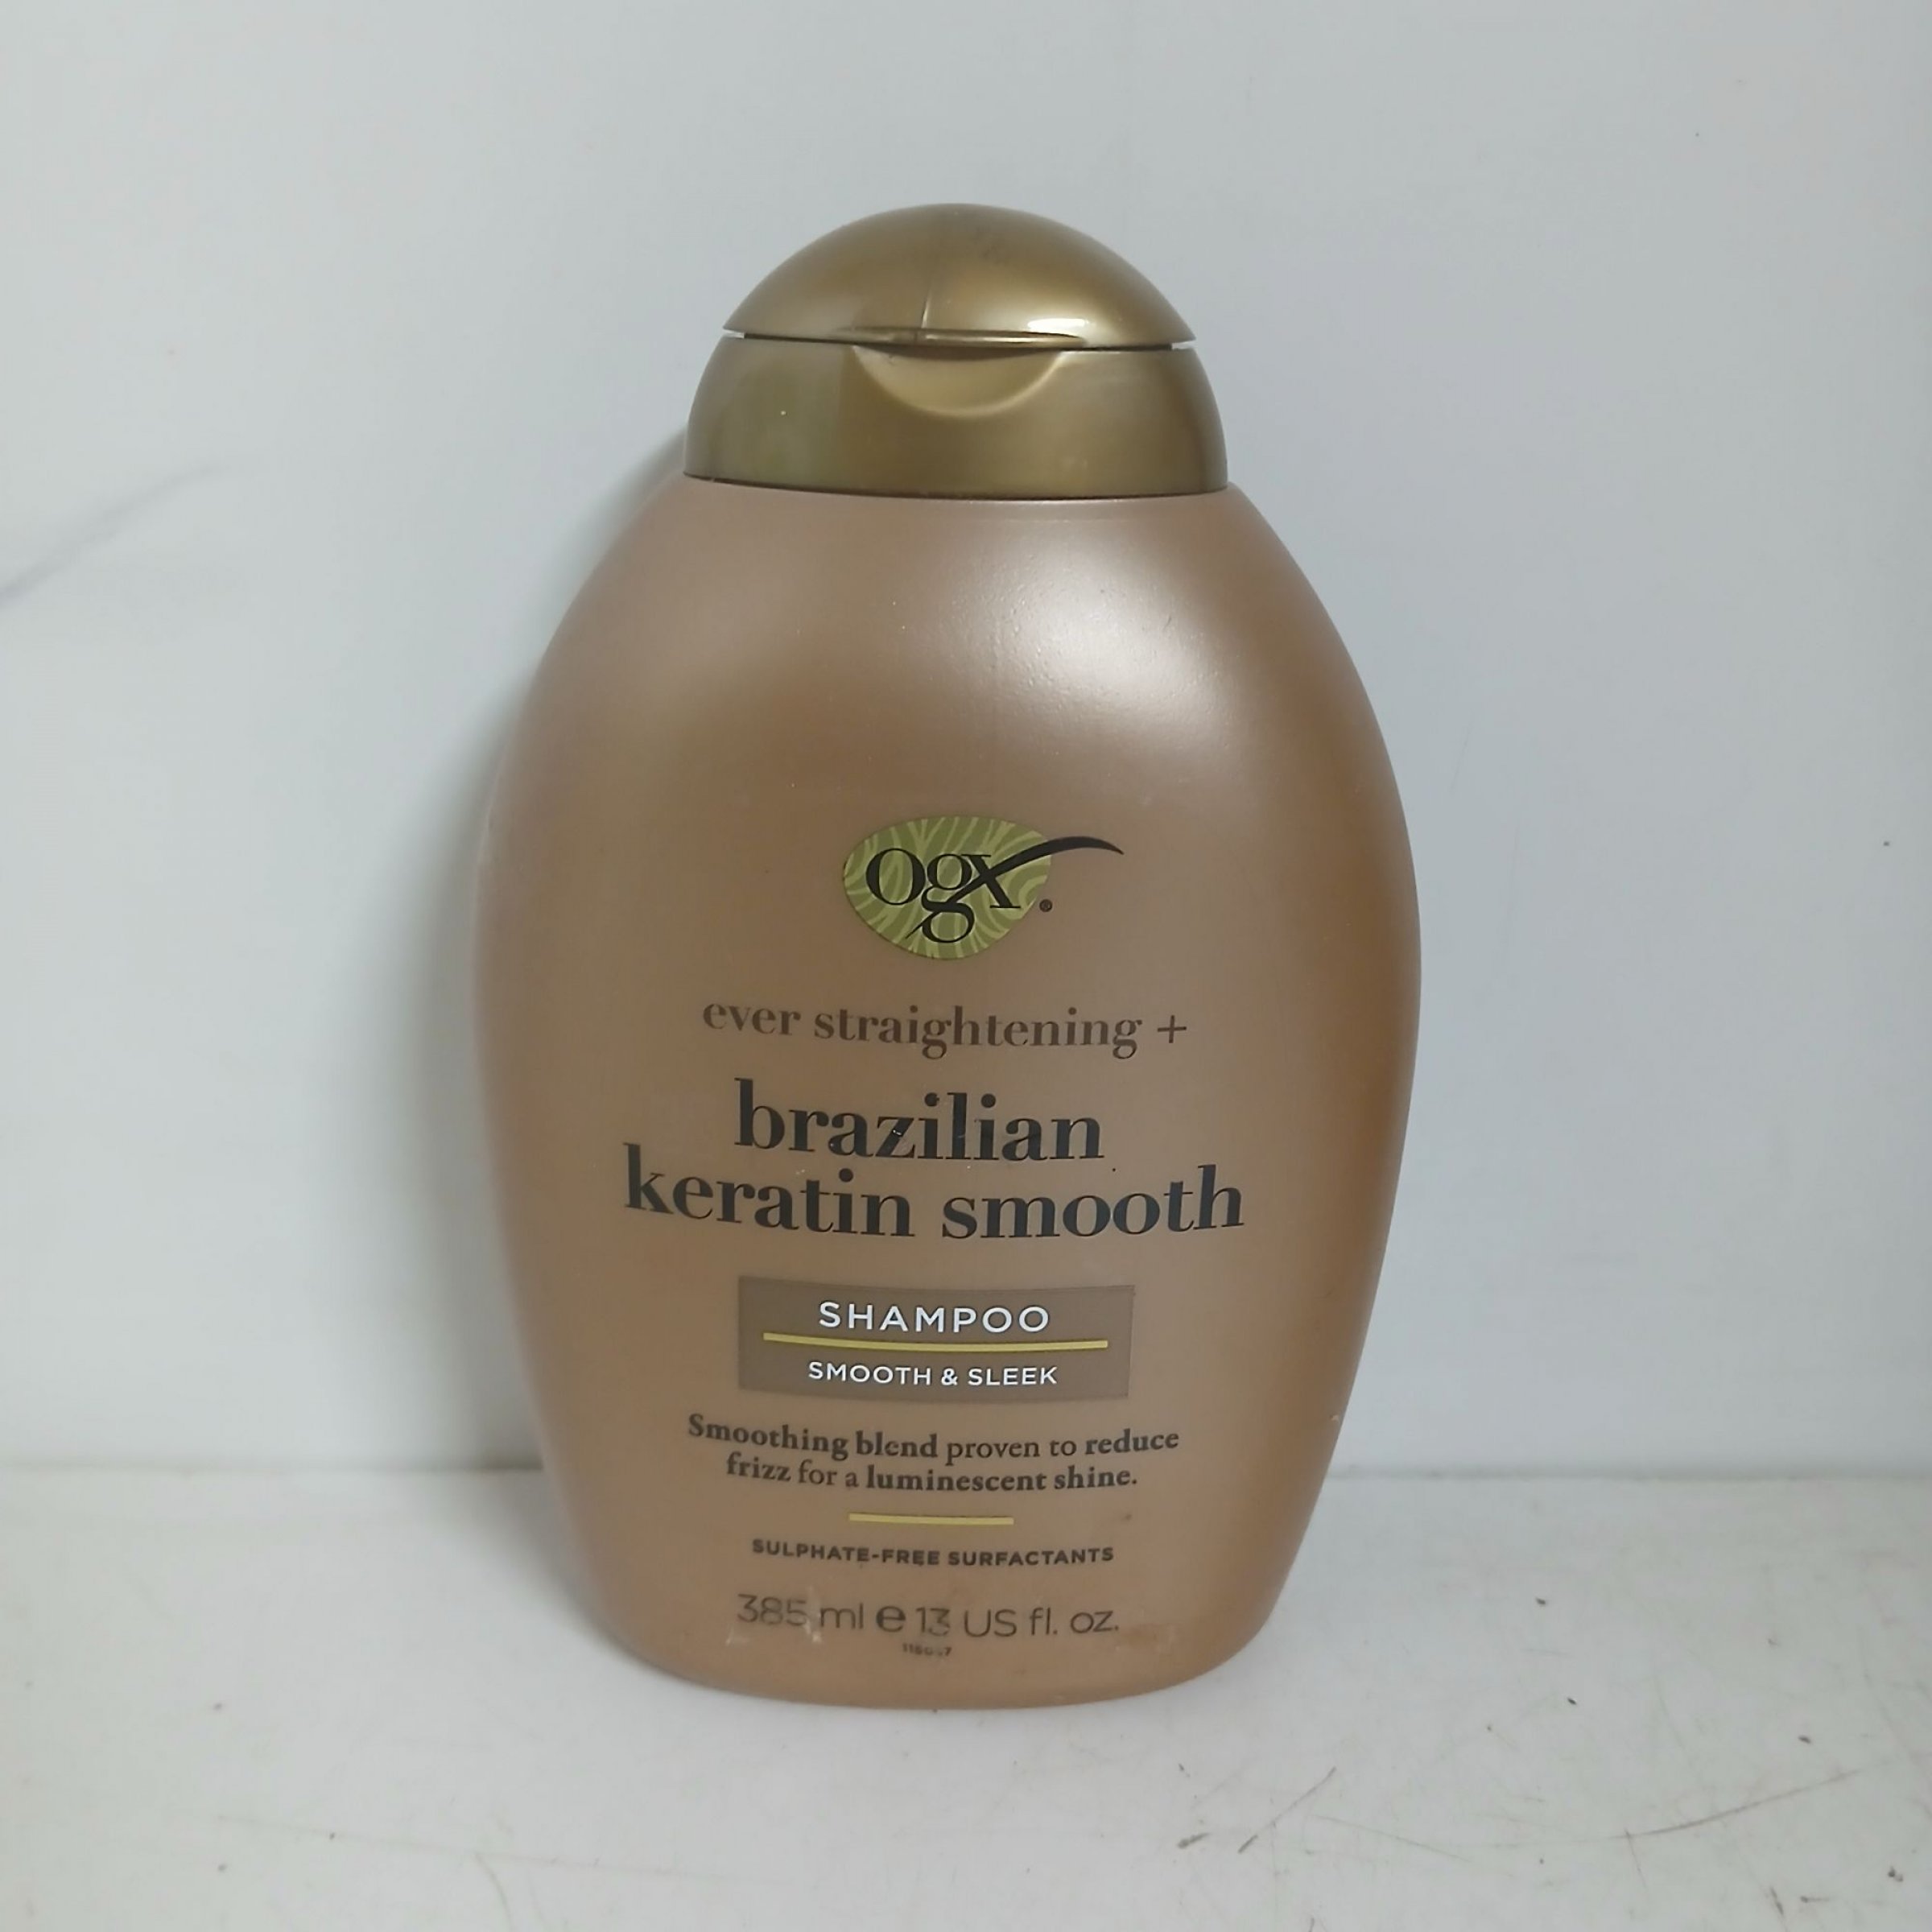 ogx®
ever straightening +
brazilian
keratin smooth
SHAMPOO
SMOOTH & SLEEK
Smoothing blend proven to reduce
frizz for a luminescent shine.
SULPHATE-FREE SURFACTANTS
385 ml e 13 US fl. oz.